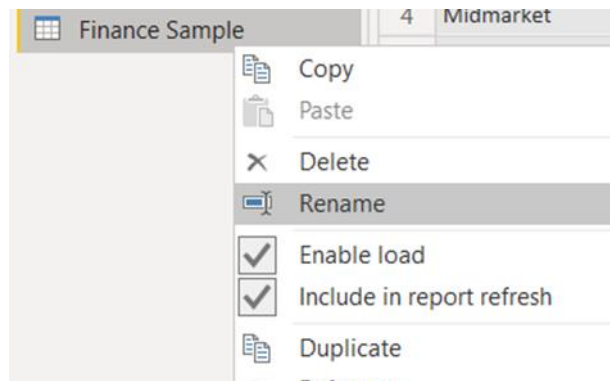 Finance Sample
4 Midmarket
Copy
Paste
Delete
Rename
Enable load
Include in report refresh
Duplicate